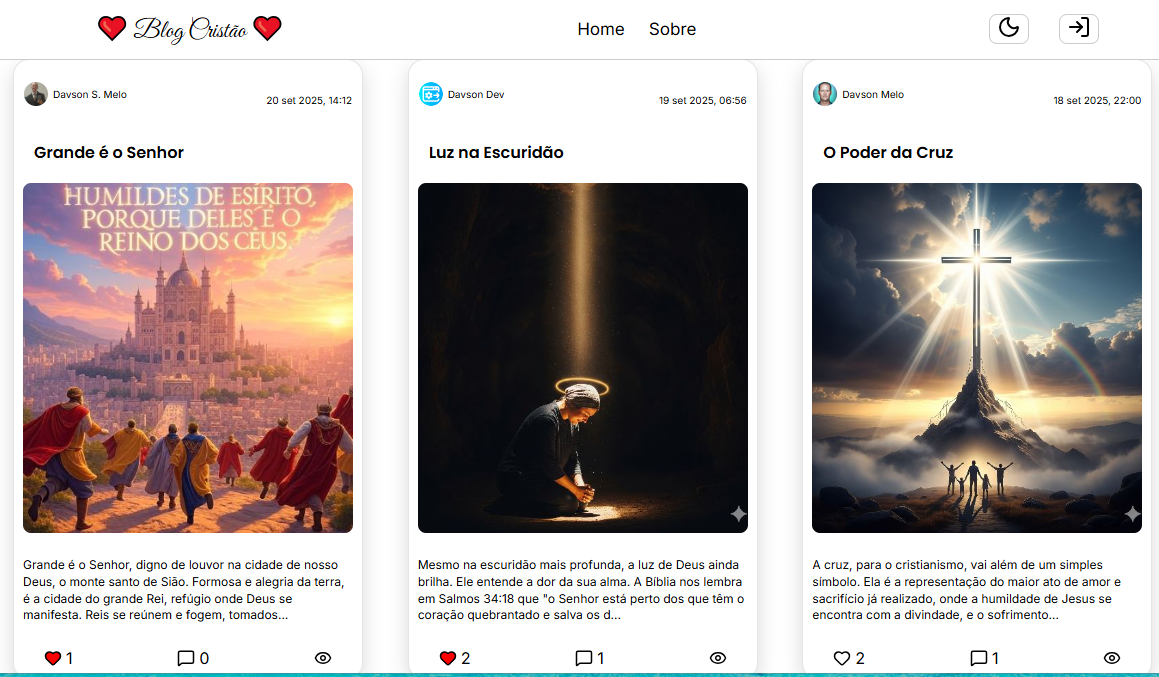 Blog Cristão
Home Sobre
Davson S. Melo
20 set 2025, 14:12
Grande é o Senhor
HUMILDES DE ESÍRITO,
PORQUE DELES É O
REINO DOS CÉUS.
Grande é o Senhor, digno de louvor na cidade de nosso
Deus, o monte santo de Sião. Formosa e alegria da terra,
é a cidade do grande Rei, refúgio onde Deus se
manifesta. Reis se reúnem e fogem, tomados...
1 0
Davson Dev
19 set 2025, 06:56
Luz na Escuridão
Mesmo na escuridão mais profunda, a luz de Deus ainda
brilha. Ele entende a dor da sua alma. A Bíblia nos lembra
em Salmos 34:18 que "o Senhor está perto dos que têm o
coração quebrantado e salva os d...
2 1
Davson Melo
18 set 2025, 22:00
O Poder da Cruz
A cruz, para o cristianismo, vai além de um simples
símbolo. Ela é a representação do maior ato de amor e
sacrifício já realizado, onde a humildade de Jesus se
encontra com a divindade, e o sofrimento...
2 1